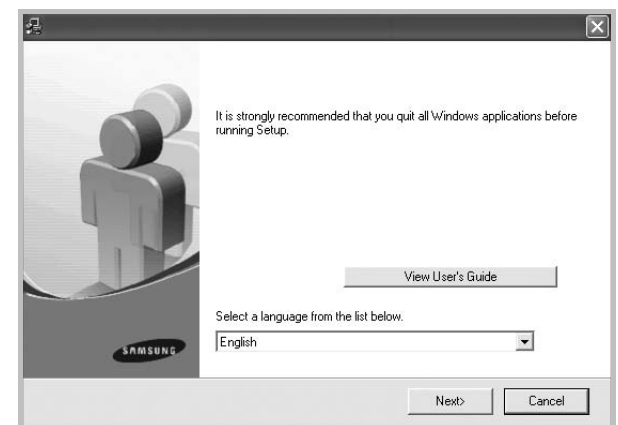 It is strongly recommended that you quit all Windows applications before
running Setup.
View User's Guide
Select a language from the list below.
English
SAMSUNG
Next>
Cancel